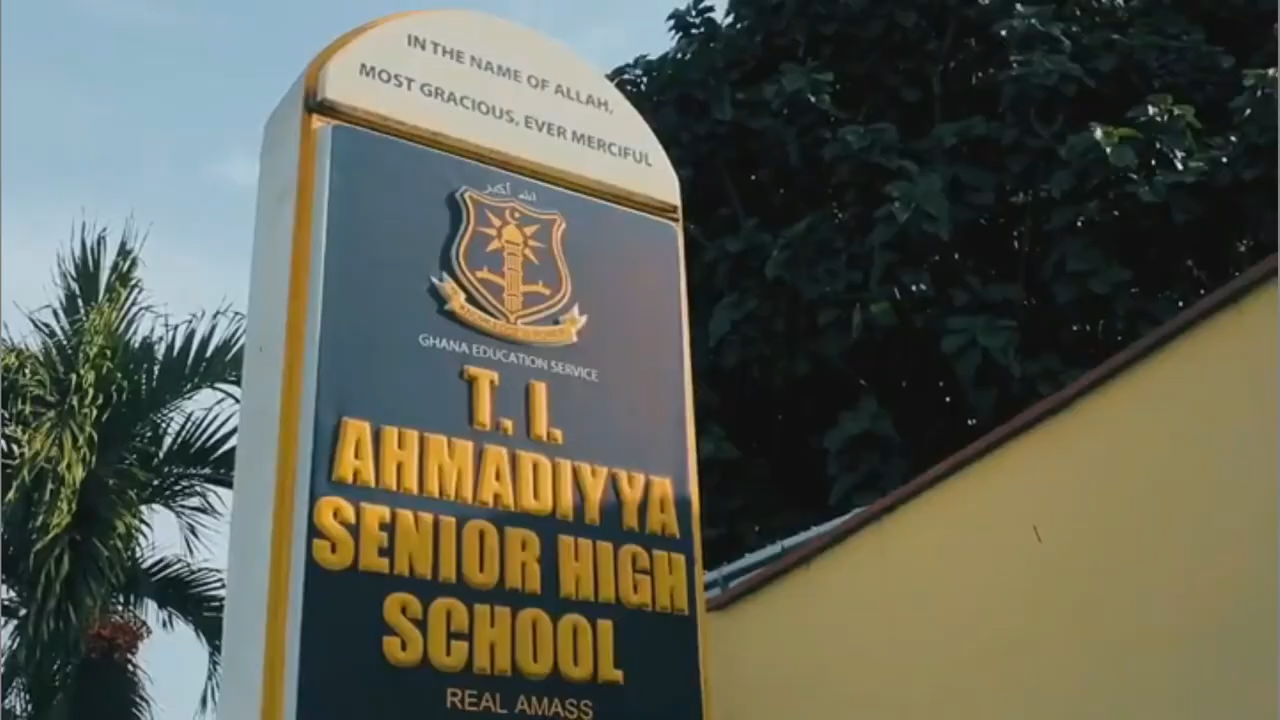 IN THE NAME OF ALLAH,
MOST GRACIOUS, EVER MERCIFUL
الله أكبر
GHANA EDUCATION SERVICE
T. I.
AHMADIYYA
SENIOR HIGH
SCHOOL
REAL AMASS